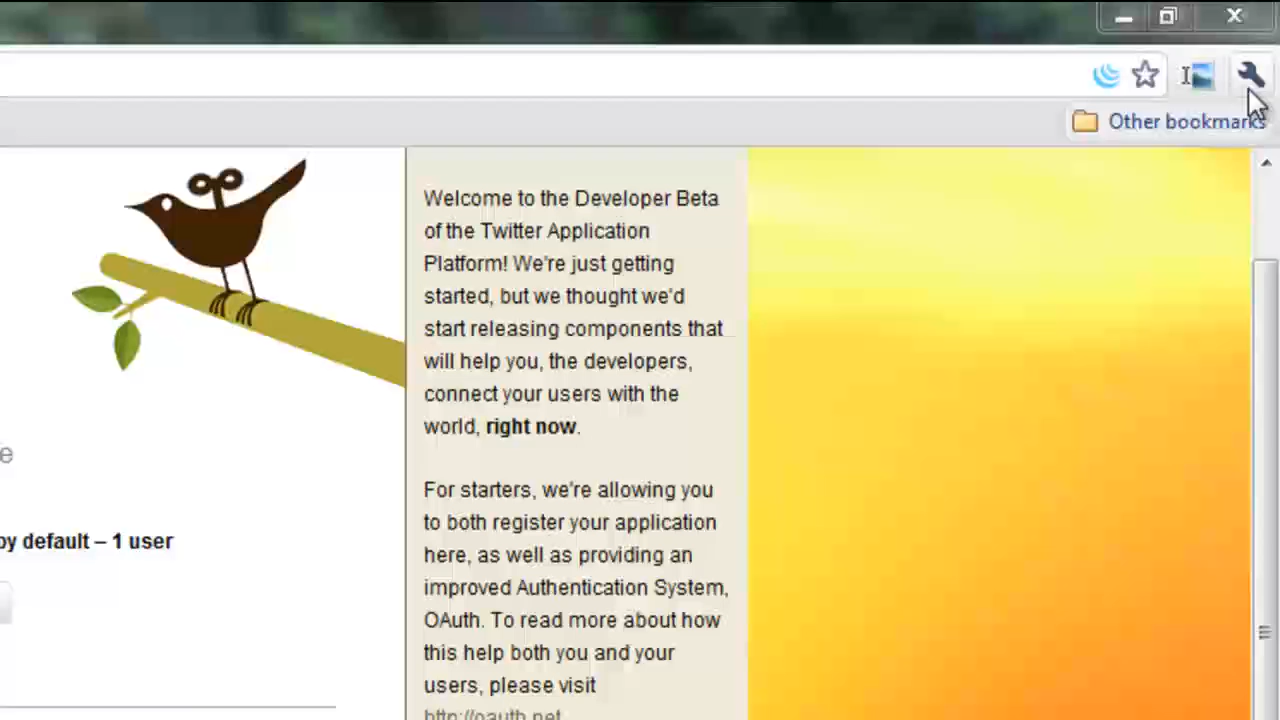 Other bookmarks
Welcome to the Developer Beta
of the Twitter Application
Platform! We're just getting
started, but we thought we'd
start releasing components that
will help you, the developers,
connect your users with the
world, right now.
e
For starters, we're allowing you
to both register your application
by default – 1 user
here, as well as providing an
improved Authentication System,
OAuth. To read more about how
this help both you and your
users, please visit
http://oauth.net